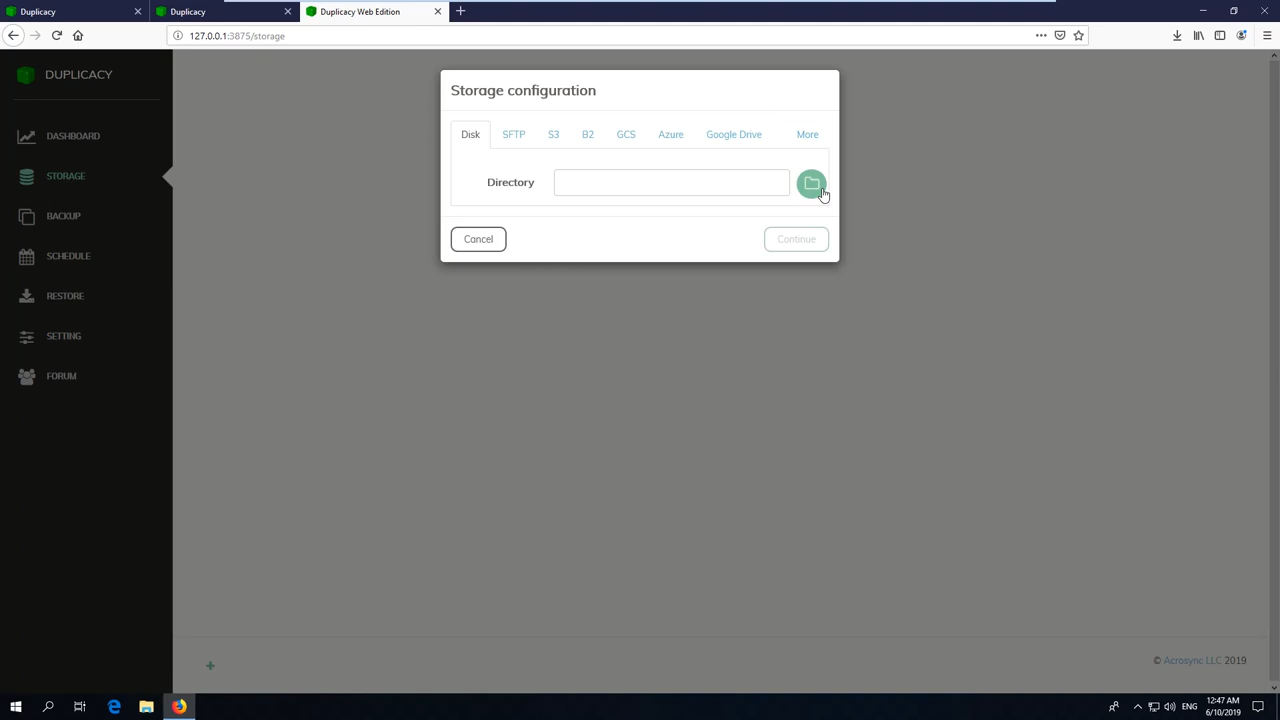 Duplicacy
Duplicacy
Duplicacy Web Edition
127.0.0.1:3875/storage
DUPLICACY
DASHBOARD
STORAGE
BACKUP
SCHEDULE
RESTORE
SETTING
FORUM
Storage configuration
Disk SFTP S3 B2 GCS Azure Google Drive More
Directory
Cancel Continue
© Acrosync LLC 2019
ENG
12:47 AM
6/10/2019